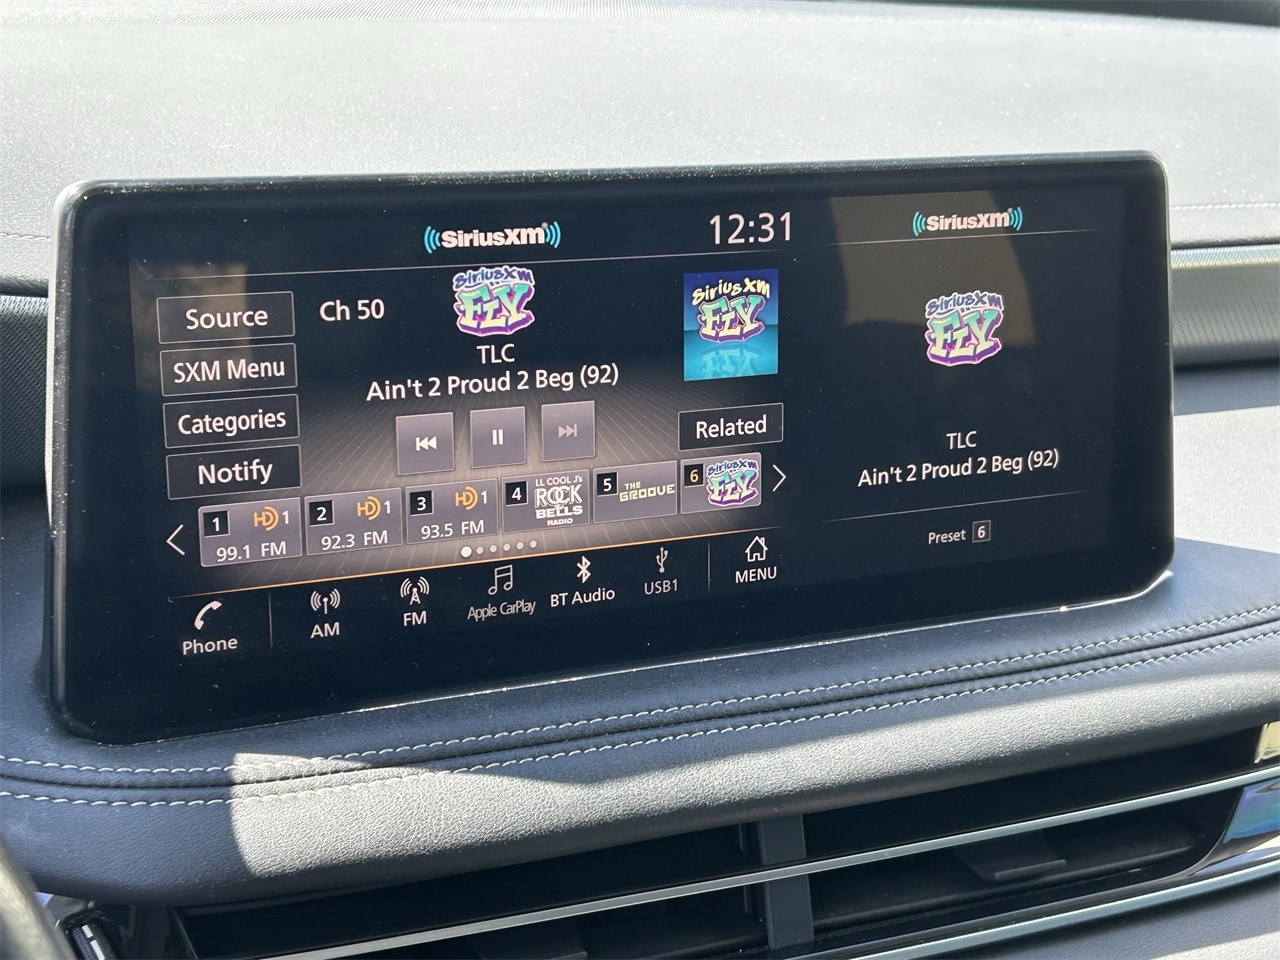 SiriusXM
12:31
SiriusXM
Source
Ch 50
SiriusXM
FLY
SiriusXM
FLY
SiriusXM
FLY
SXM Menu
TLC
Ain't 2 Proud 2 Beg (92)
Categories
Related
TLC
Ain't 2 Proud 2 Beg (92)
Notify
1 HD 1
99.1 FM
2 HD 1
92.3 FM
3 HD 1
93.5 FM
4 LL COOL J's
ROCK
THE
BELLS
RADIO
5 THE
GROOVE
6 SiriusXM
FLY
Preset 6
Phone
AM
FM
Apple CarPlay
BT Audio
USB1
MENU